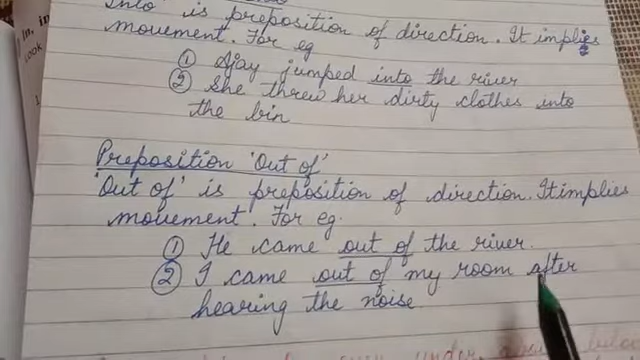 'Into' is preposition of direction. It implies
movement. For eg
① Ajay jumped into the river
② She threw her dirty clothes into
the bin
Preposition 'Out of'
'Out of' is preposition of direction. It implies
movement. For eg.
① He came out of the river.
② I came out of my room after
hearing the noise